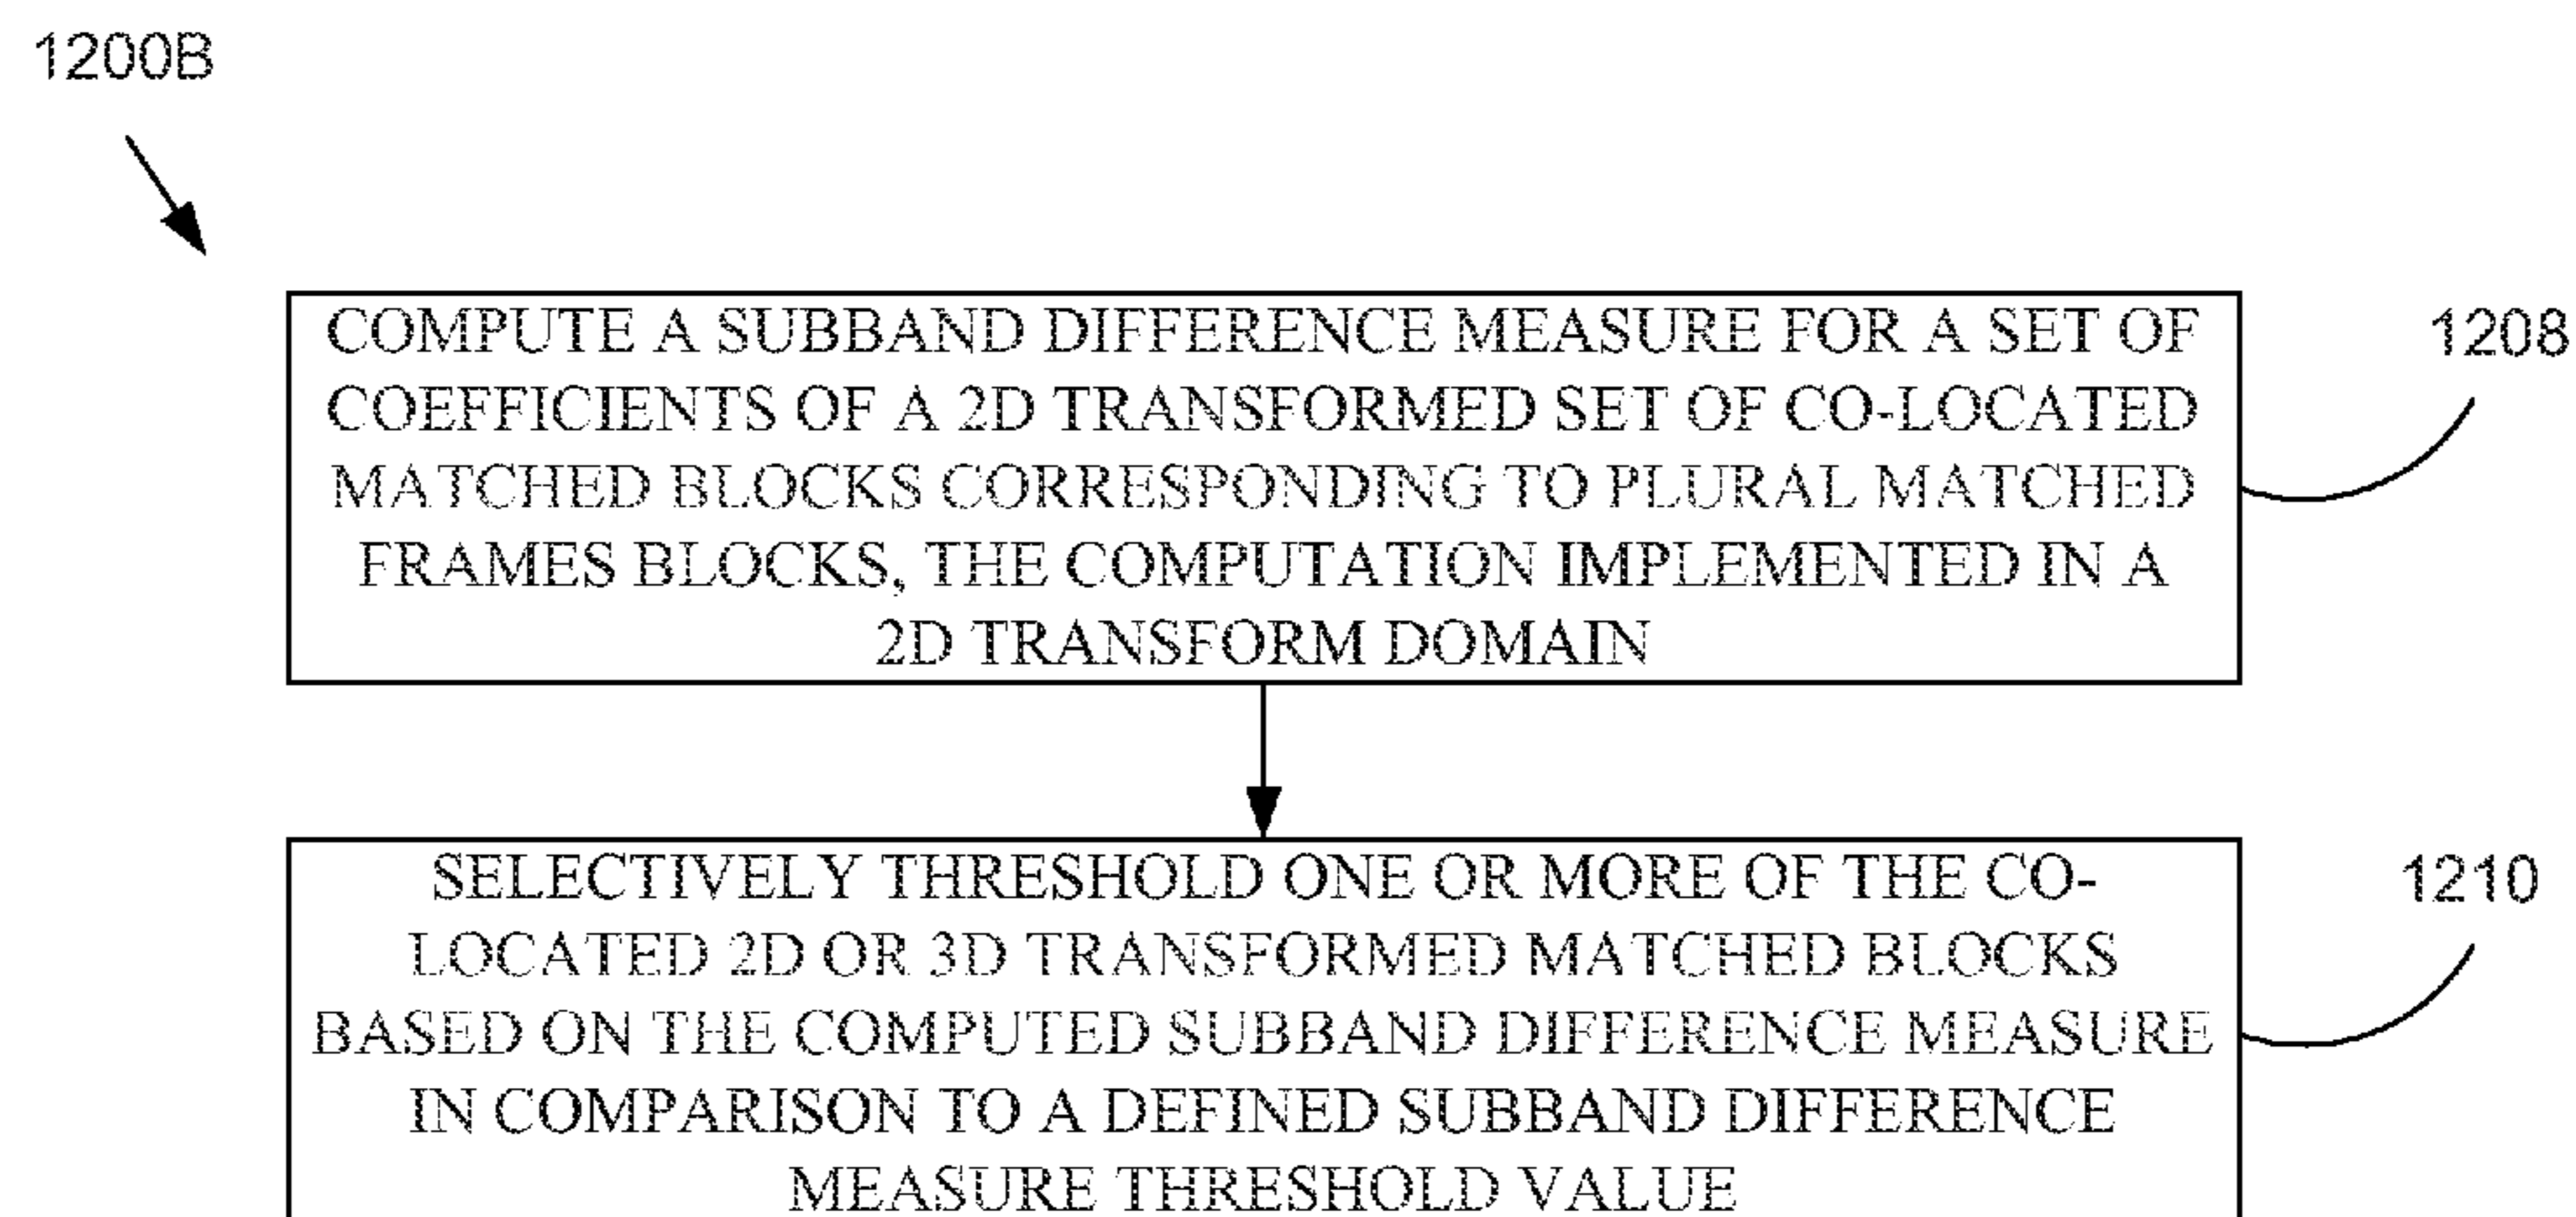 1200B
COMPUTE A SUBBAND DIFFERENCE MEASURE FOR A SET OF
COEFFICIENTS OF A 2D TRANSFORMED SET OF CO-LOCATED
MATCHED BLOCKS CORRESPONDING TO PLURAL MATCHED
FRAMES BLOCKS, THE COMPUTATION IMPLEMENTED IN A
2D TRANSFORM DOMAIN
1208
SELECTIVELY THRESHOLD ONE OR MORE OF THE CO-
LOCATED 2D OR 3D TRANSFORMED MATCHED BLOCKS
BASED ON THE COMPUTED SUBBAND DIFFERENCE MEASURE
IN COMPARISON TO A DEFINED SUBBAND DIFFERENCE
MEASURE THRESHOLD VALUE
1210